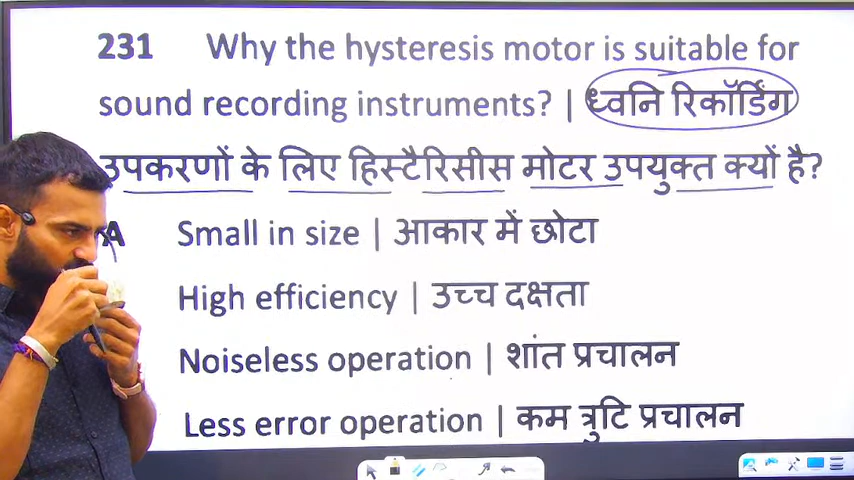 231 Why the hysteresis motor is suitable for
sound recording instruments? | ध्वनि रिकॉर्डिंग
उपकरणों के लिए हिस्टैरिसीस मोटर उपयुक्त क्यों है?
A Small in size | आकार में छोटा
High efficiency | उच्च दक्षता
Noiseless operation | शांत प्रचालन
Less error operation | कम त्रुटि प्रचालन